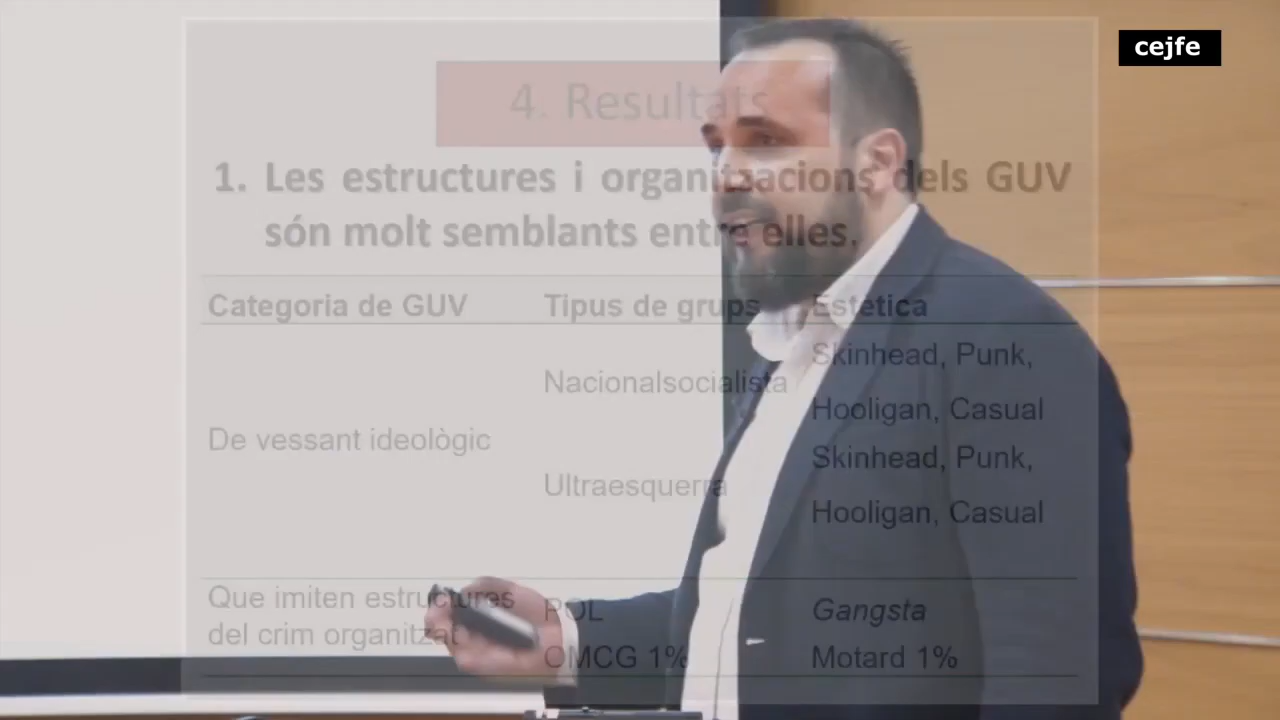 cejfe
4. Resultats
1. Les estructures i organitzacions dels GUV
són molt semblants entre elles.
Categoria de GUV Tipus de grups Estètica
Skinhead, Punk,
Nacionalsocialista
Hooligan, Casual
De vessant ideològic
Skinhead, Punk,
Ultraesquerra
Hooligan, Casual
Que imiten estructures
POL Gangsta
del crim organitzat
OMCG 1% Motard 1%